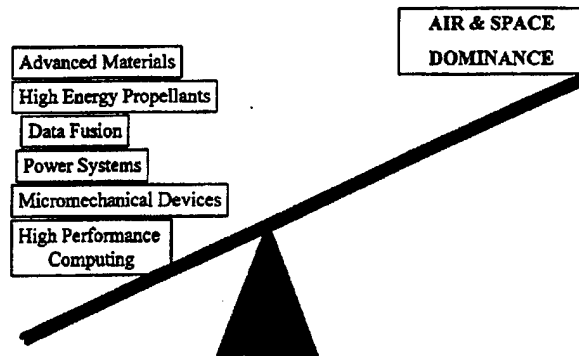 AIR & SPACE
DOMINANCE
Advanced Materials
High Energy Propellants
Data Fusion
Power Systems
Micromechanical Devices
High Performance
Computing